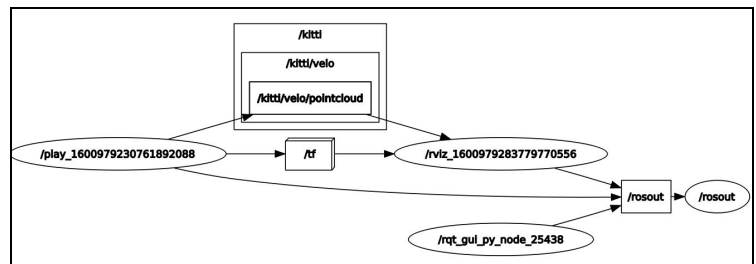 /kitti
/kitti/velo
/kitti/velo/pointcloud
/play_1600979230761892088
/tf
/rviz_1600979283779770556
/rosout
/rosout
/rqt_gui_py_node_25438